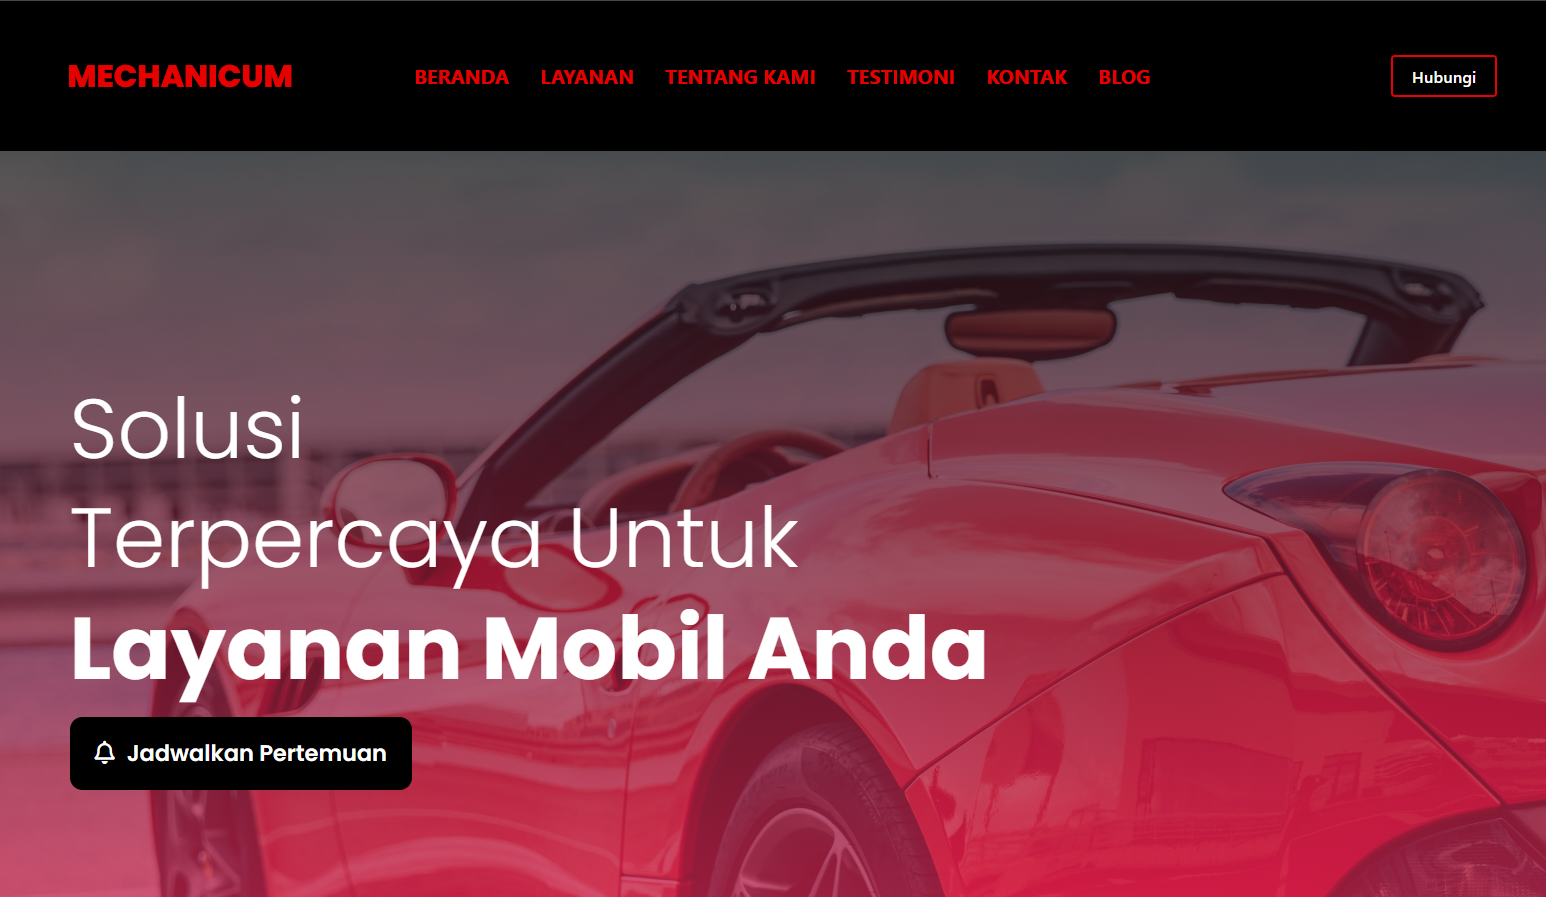 MECHANICUM
BERANDA LAYANAN TENTANG KAMI TESTIMONI KONTAK BLOG
Hubungi
Solusi
Terpercaya Untuk
Layanan Mobil Anda
Jadwalkan Pertemuan